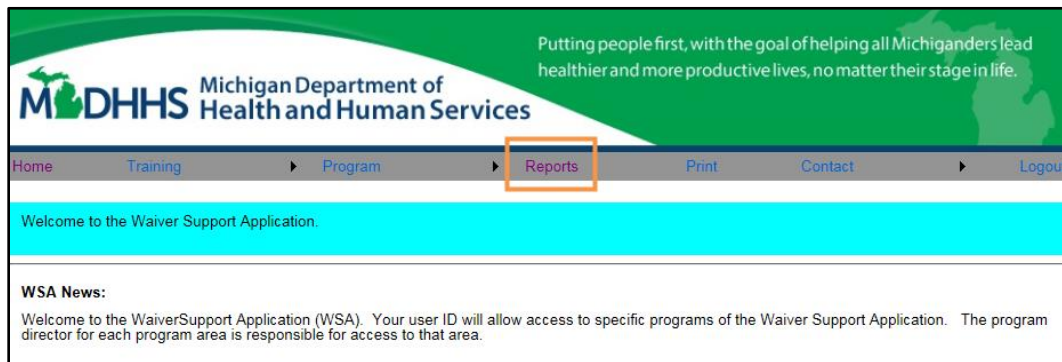 Putting people first, with the goal of helping all Michiganders lead
healthier and more productive lives, no matter their stage in life.
MDHHS Michigan Department of
Health and Human Services
Home Training Program Reports Print Contact Logou
Welcome to the Waiver Support Application.
WSA News:
Welcome to the WaiverSupport Application (WSA). Your user ID will allow access to specific programs of the Waiver Support Application. The program
director for each program area is responsible for access to that area.